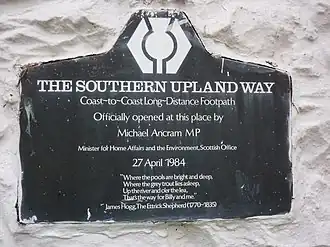 THE SOUTHERN UPLAND WAY
Coast-to-Coast Long-Distance Footpath
Officially opened at this place by
Michael Ancram MP
Minister for Home Affairs and the Environment, Scottish Office
27 April 1984
"Where the pools are bright and deep,
Where the grey trout lies asleep,
Up the river and o'er the lea,
That's the way for Billy and me."
James Hogg, The Ettrick Shepherd (1770-1835)